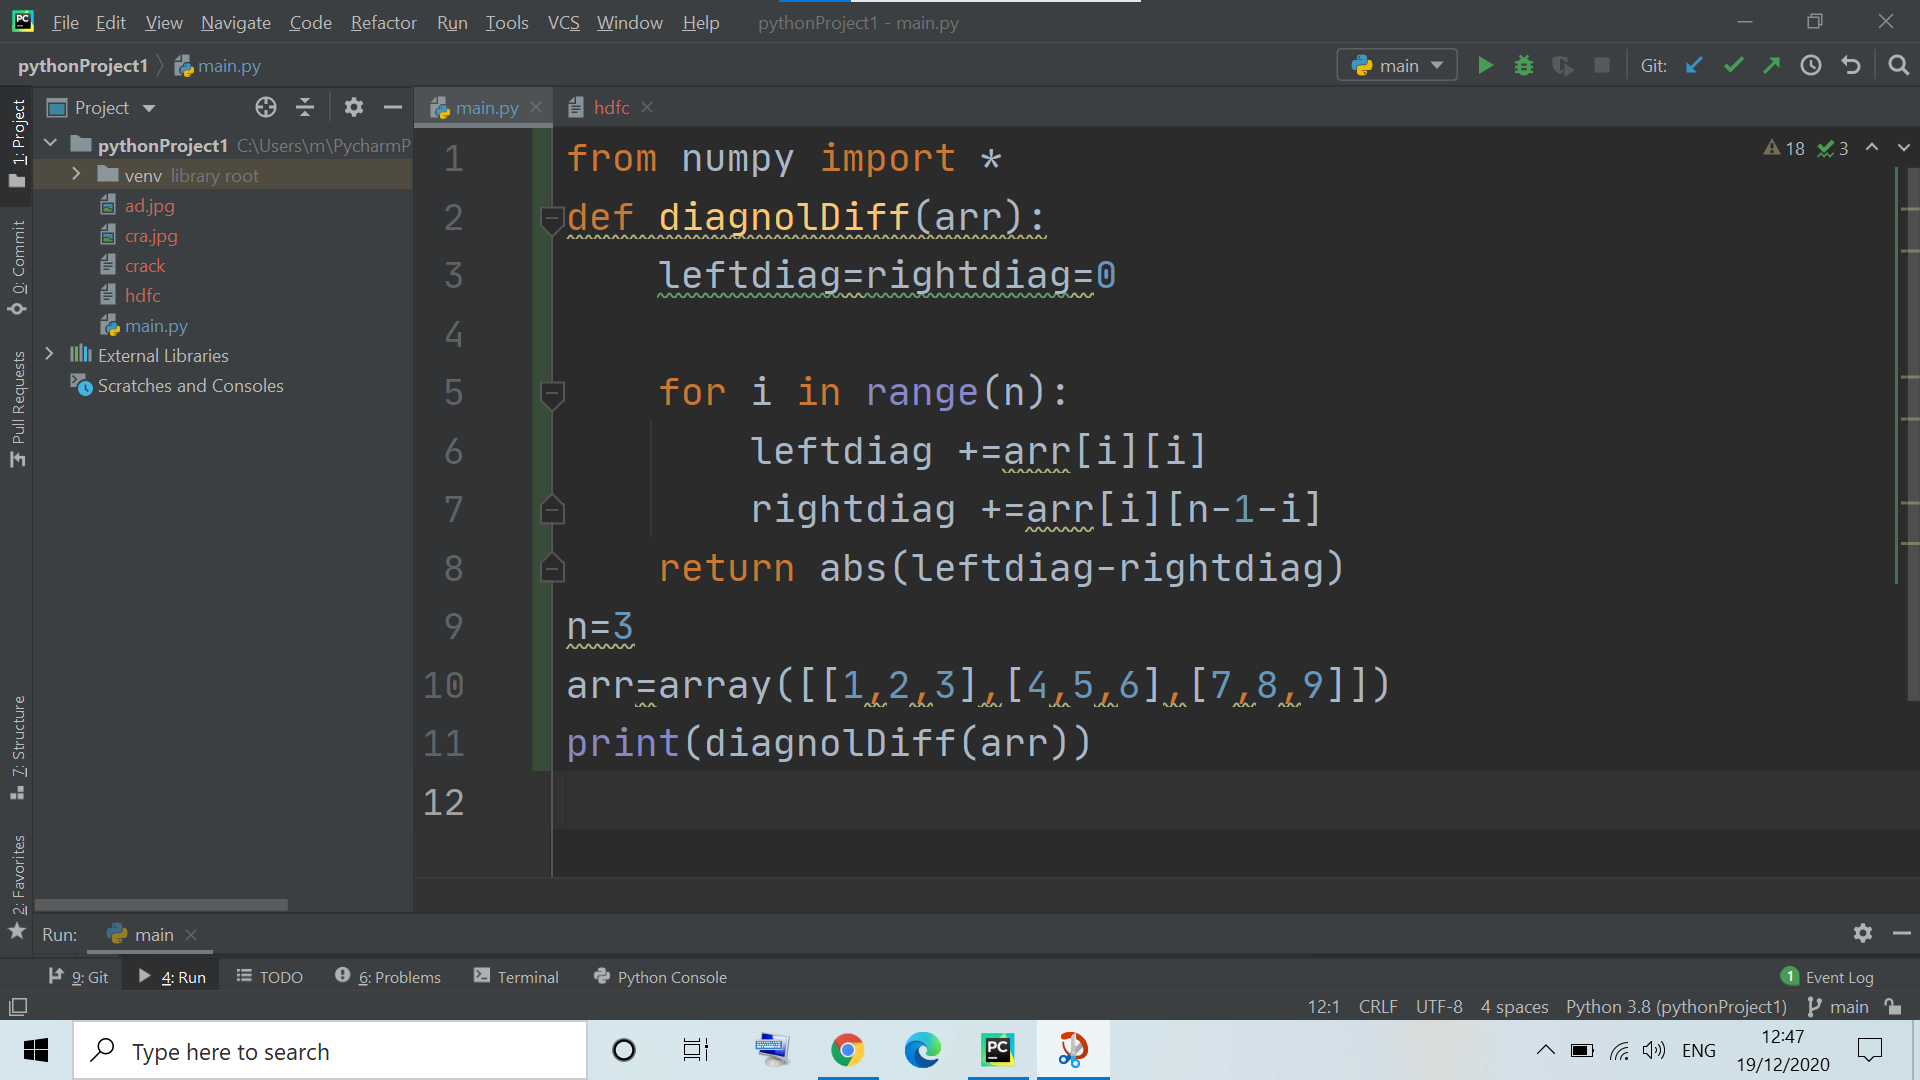 PC File Edit View Navigate Code Refactor Run Tools VCS Window Help pythonProject1 - main.py
pythonProject1 main.py main Git:
Project main.py hdfc
1: Project
0: Commit
Pull Requests
7: Structure
2: Favorites
pythonProject1 C:\Users\m\PycharmP
venv library root
ad.jpg
cra.jpg
crack
hdfc
main.py
External Libraries
Scratches and Consoles
18 3
1 from numpy import *
2 def diagnolDiff(arr):
3 leftdiag=rightdiag=0
4
5 for i in range(n):
6 leftdiag +=arr[i][i]
7 rightdiag +=arr[i][n-1-i]
8 return abs(leftdiag-rightdiag)
9 n=3
10 arr=array([[1,2,3],[4,5,6],[7,8,9]])
11 print(diagnolDiff(arr))
12
Run: main
9: Git 4: Run TODO 6: Problems Terminal Python Console 1 Event Log
12:1 CRLF UTF-8 4 spaces Python 3.8 (pythonProject1) main
Type here to search PC ENG 12:47
19/12/2020